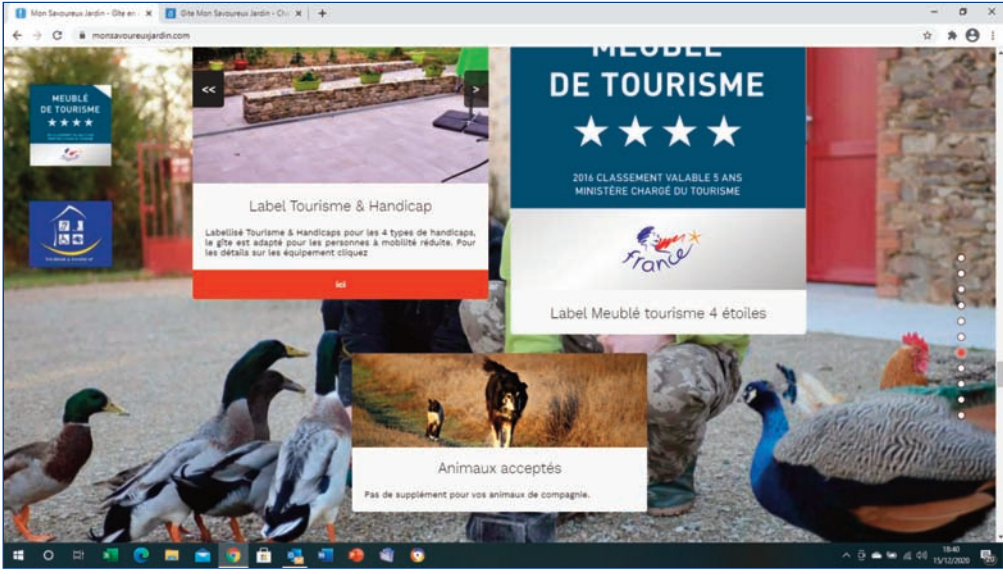 Mon Savoureux Jardin - Gîte en
Gîte Mon Savoureux Jardin - Ch
monsavoureuxjardin.com
MEUBLÉ
DE TOURISME
TOURISME & HANDICAP
<<
>
Label Tourisme & Handicap
Labellisé Tourisme & Handicaps pour les 4 types de handicaps,
le gîte est adapté pour les personnes à mobilité réduite. Pour
les détails sur les équipement cliquez
ici
MEUBLÉ
DE TOURISME
2016 CLASSEMENT VALABLE 5 ANS
MINISTÈRE CHARGÉ DU TOURISME
france
Label Meublé tourisme 4 étoiles
Animaux acceptés
Pas de supplément pour vos animaux de compagnie.
18:40
15/12/2020